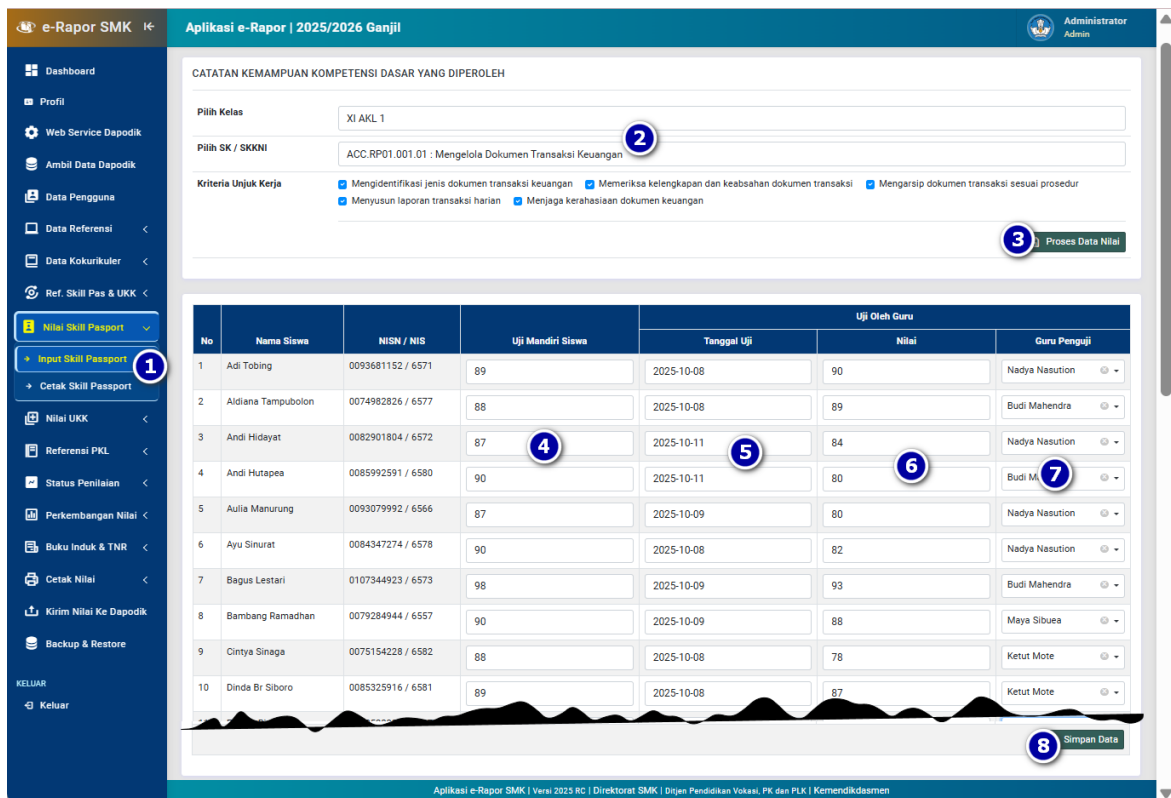 e-Rapor SMK
Aplikasi e-Rapor | 2025/2026 Ganjil
Administrator
Admin
Dashboard
Profil
Web Service Dapodik
Ambil Data Dapodik
Data Pengguna
Data Referensi
Data Kokurikuler
Ref. Skill Pas & UKK
Nilai Skill Pasport
Input Skill Passport
1
Cetak Skill Passport
Nilai UKK
Referensi PKL
Status Penilaian
Perkembangan Nilai
Buku Induk & TNR
Cetak Nilai
Kirim Nilai Ke Dapodik
Backup & Restore
KELUAR
Keluar
CATATAN KEMAMPUAN KOMPETENSI DASAR YANG DIPEROLEH
Pilih Kelas XI AKL 1
2
Pilih SK / SKKNI ACC.RP01.001.01 : Mengelola Dokumen Transaksi Keuangan
Kriteria Unjuk Kerja Mengidentifikasi jenis dokumen transaksi keuangan Memeriksa kelengkapan dan keabsahan dokumen transaksi Mengarsip dokumen transaksi sesuai prosedur
Menyusun laporan transaksi harian Menjaga kerahasiaan dokumen keuangan
3 Proses Data Nilai
Uji Oleh Guru
No Nama Siswa NISN / NIS Uji Mandiri Siswa Tanggal Uji Nilai Guru Penguji
1 Adi Tobing 0093681152 / 6571 89 2025-10-08 90 Nadya Nasution
2 Aldiana Tampubolon 0074982826 / 6577 88 2025-10-08 89 Budi Mahendra
3 Andi Hidayat 0082901804 / 6572 87 2025-10-11 84 Nadya Nasution
4 5 6 7
4 Andi Hutapea 0085992591 / 6580 90 2025-10-11 80 Budi
5 Aulia Manurung 0093079992 / 6566 87 2025-10-09 80 Nadya Nasution
6 Ayu Sinurat 0084347274 / 6578 90 2025-10-08 82 Nadya Nasution
7 Bagus Lestari 0107344923 / 6573 98 2025-10-09 93 Budi Mahendra
8 Bambang Ramadhan 0079284944 / 6557 90 2025-10-09 88 Maya Sibuea
9 Cintya Sinaga 0075154228 / 6582 88 2025-10-08 78 Ketut Mote
10 Dinda Br Siboro 0085325916 / 6581 89 2025-10-08 87 Ketut Mote
8 Simpan Data
Aplikasi e-Rapor SMK | Versi 2025 RC | Direktorat SMK | Ditjen Pendidikan Vokasi, PK dan PLK | Kemendikdasmen